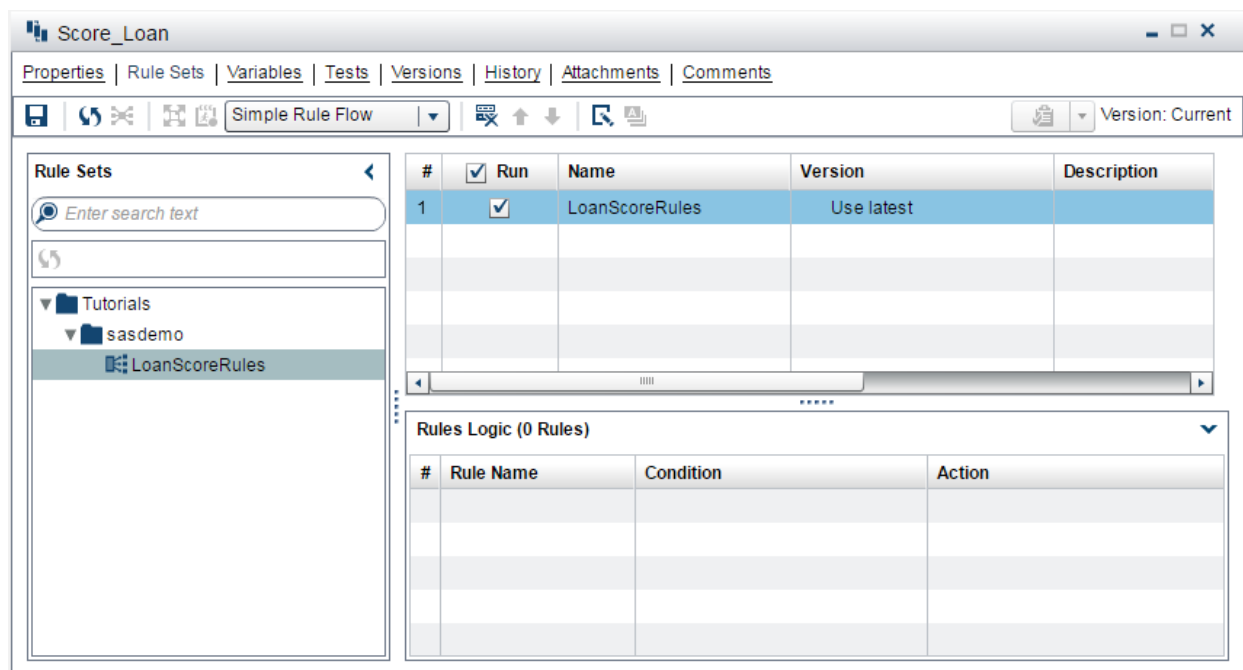 Score_Loan
Properties | Rule Sets | Variables | Tests | Versions | History | Attachments | Comments
Simple Rule Flow
Version: Current
Rule Sets
Enter search text
Tutorials
sasdemo
LoanScoreRules
# Run Name Version Description
1 LoanScoreRules Use latest
Rules Logic (0 Rules)
# Rule Name Condition Action